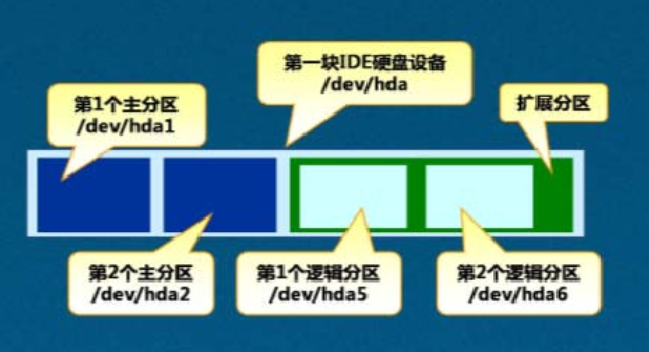 第一块IDE硬盘设备
/dev/hda
第1个主分区
/dev/hda1
扩展分区
第2个主分区
/dev/hda2
第1个逻辑分区
/dev/hda5
第2个逻辑分区
/dev/hda6